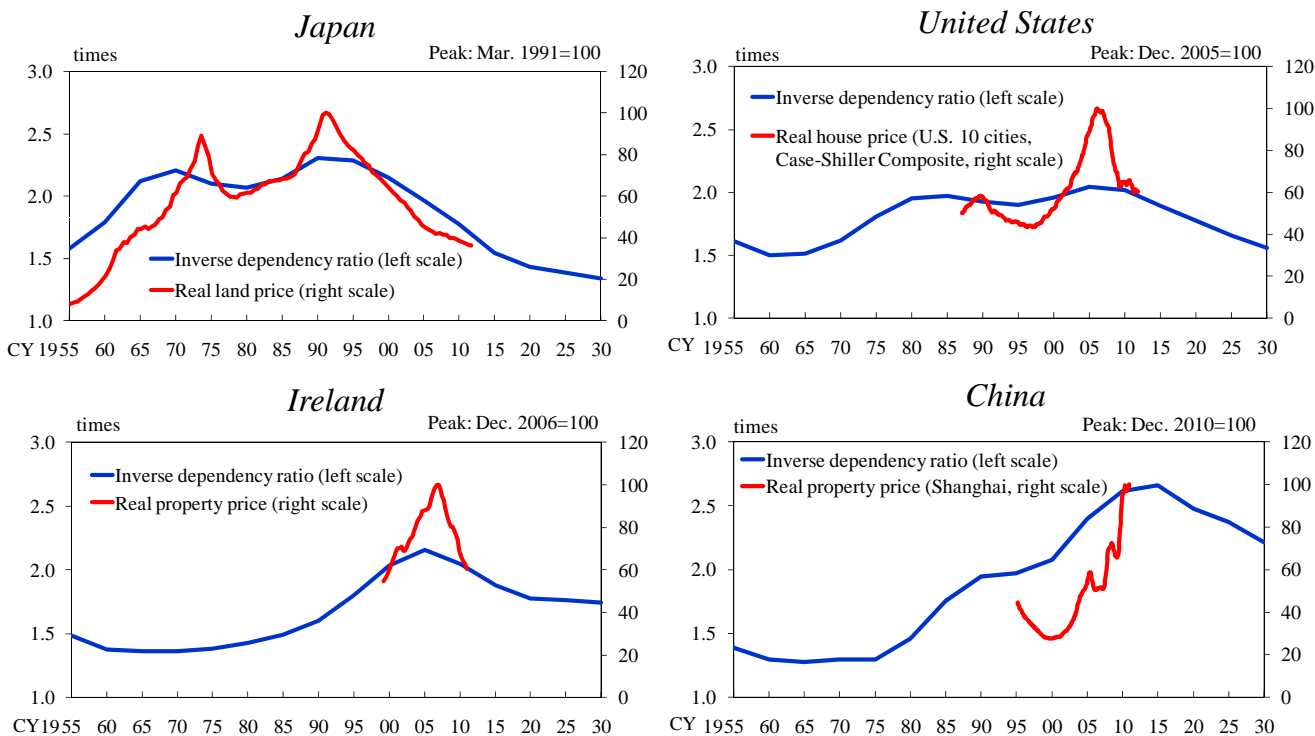 Japan
times
Peak: Mar. 1991=100
3.0
2.5
2.0
1.5
1.0
120
100
80
60
40
20
0
Inverse dependency ratio (left scale)
Real land price (right scale)
CY 1955 60 65 70 75 80 85 90 95 00 05 10 15 20 25 30
United States
times
Peak: Dec. 2005=100
3.0
2.5
2.0
1.5
1.0
120
100
80
60
40
20
0
Inverse dependency ratio (left scale)
Real house price (U.S. 10 cities,
Case-Shiller Composite, right scale)
CY 1955 60 65 70 75 80 85 90 95 00 05 10 15 20 25 30
Ireland
times
Peak: Dec. 2006=100
3.0
2.5
2.0
1.5
1.0
120
100
80
60
40
20
0
Inverse dependency ratio (left scale)
Real property price (right scale)
CY 1955 60 65 70 75 80 85 90 95 00 05 10 15 20 25 30
China
times
Peak: Dec. 2010=100
3.0
2.5
2.0
1.5
1.0
120
100
80
60
40
20
0
Inverse dependency ratio (left scale)
Real property price (Shanghai, right scale)
CY 1955 60 65 70 75 80 85 90 95 00 05 10 15 20 25 30